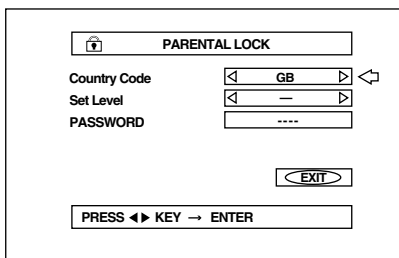 PARENTAL LOCK
Country Code GB
Set Level —
PASSWORD ----
EXIT
PRESS ◀▶ KEY → ENTER